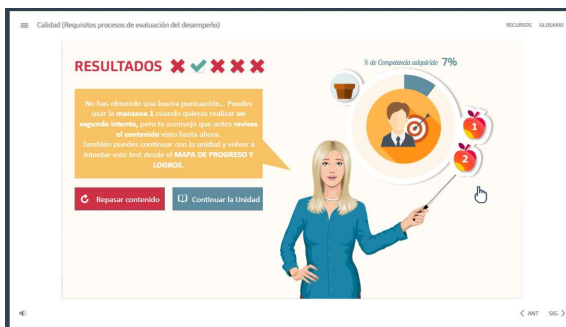 Calidad (Requisitos procesos de evaluación del desempeño)
RECURSOS GLOSARIO
RESULTADOS
% de Competencia adquirido 7%
No has obtenido una buena puntuación... Puedes
usar la manzana 1 cuando quieras realizar un
segundo intento, pero te aconsejo que antes revises
el contenido visto hasta ahora.
También puedes continuar con la unidad y volver a
intentar este test desde el MAPA DE PROGRESO Y
LOGROS.
1
2
Repasar contenido
Continuar la Unidad
ANT SIG